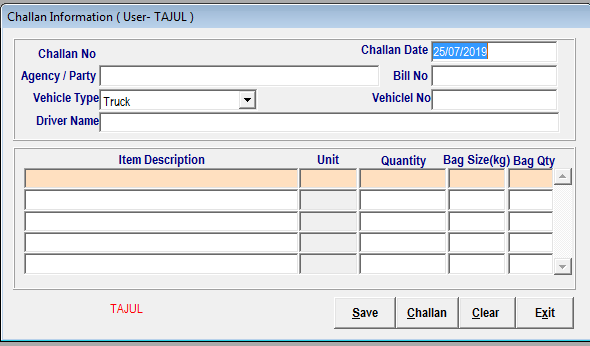 Challan Information ( User- TAJUL )
Challan No Challan Date 25/07/2019
Agency / Party Bill No
Vehicle Type Truck Vehiclel No
Driver Name
Item Description Unit Quantity Bag Size(kg) Bag Qty
TAJUL Save Challan Clear Exit